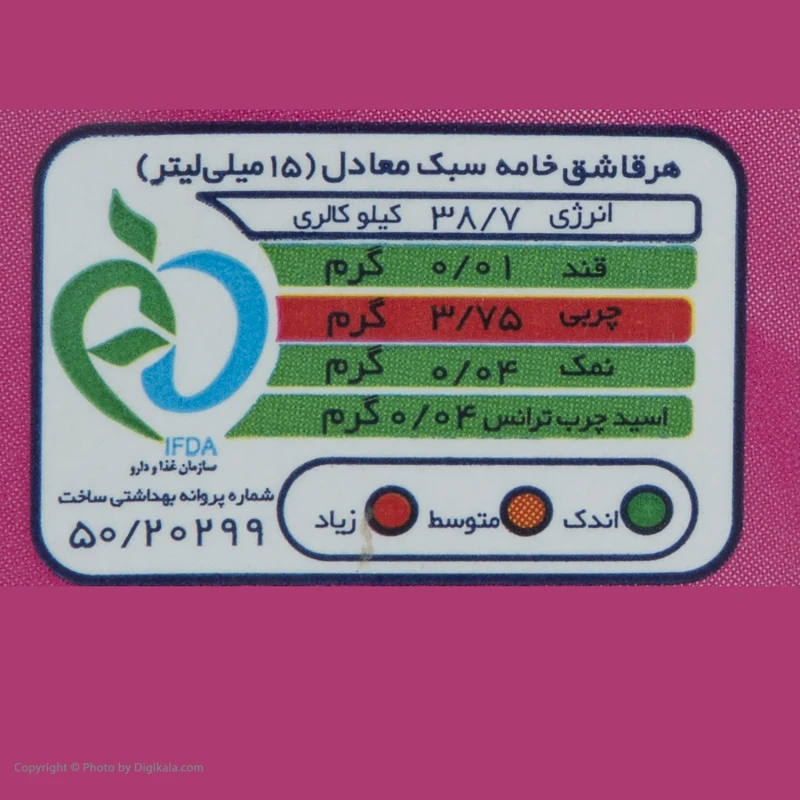 هر قاشق خامه سبک معادل (۱۵ میلی‌لیتر)
انرژی ۳۸/۷ کیلو کالری
قند ۰/۰۱ گرم
چربی ۳/۷۵ گرم
نمک ۰/۰۴ گرم
اسید چرب ترانس ۰/۰۴ گرم
IFDA
سازمان غذا و دارو
شماره پروانه بهداشتی ساخت
۵۰/۲۰۲۹۹
اندک متوسط زیاد
Copyright © Photo by Digikala.com